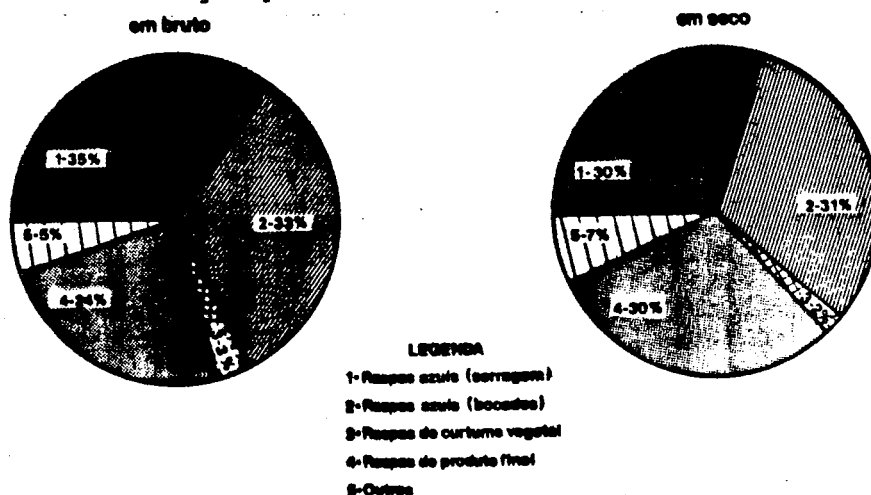 em bruto
em seco
1-35%
2-33%
5-5%
4-24%
1-30%
2-31%
5-7%
4-30%
LEGENDA
1-Raspas azuis (serragem)
2-Raspas azuis (bocados)
3-Raspas de curtume vegetal
4-Raspas de produto final
5-Outras